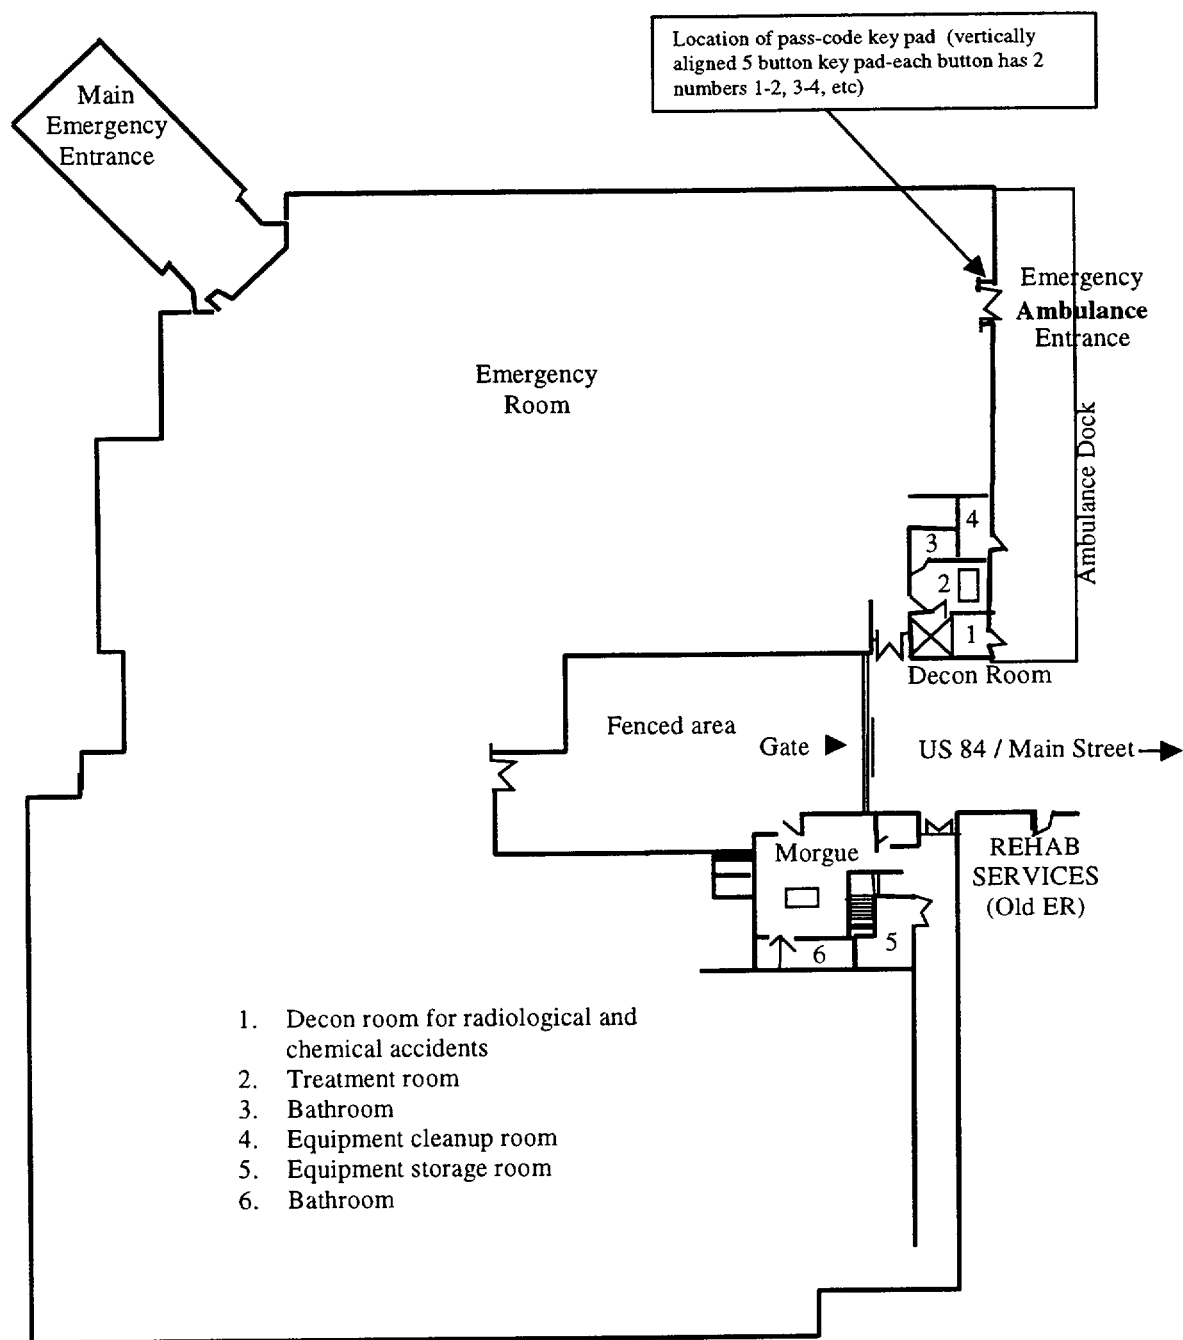 Location of pass-code key pad (vertically
aligned 5 button key pad-each button has 2
numbers 1-2, 3-4, etc)
Main
Emergency
Entrance
Emergency
Ambulance
Entrance
Emergency
Room
Ambulance Dock
4
3
2
1
Decon Room
Fenced area
Gate
US 84 / Main Street
Morgue
REHAB
SERVICES
(Old ER)
5
6
1. Decon room for radiological and
chemical accidents
2. Treatment room
3. Bathroom
4. Equipment cleanup room
5. Equipment storage room
6. Bathroom